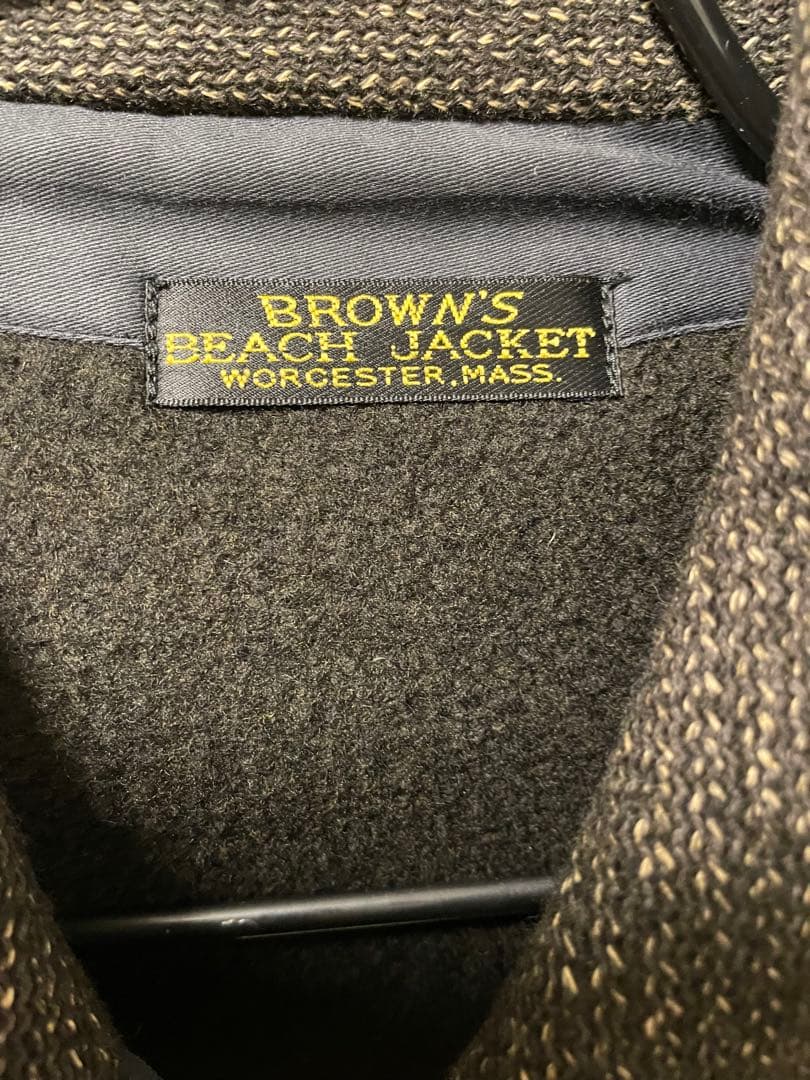 BROWN'S
BEACH JACKET
WORCESTER, MASS.